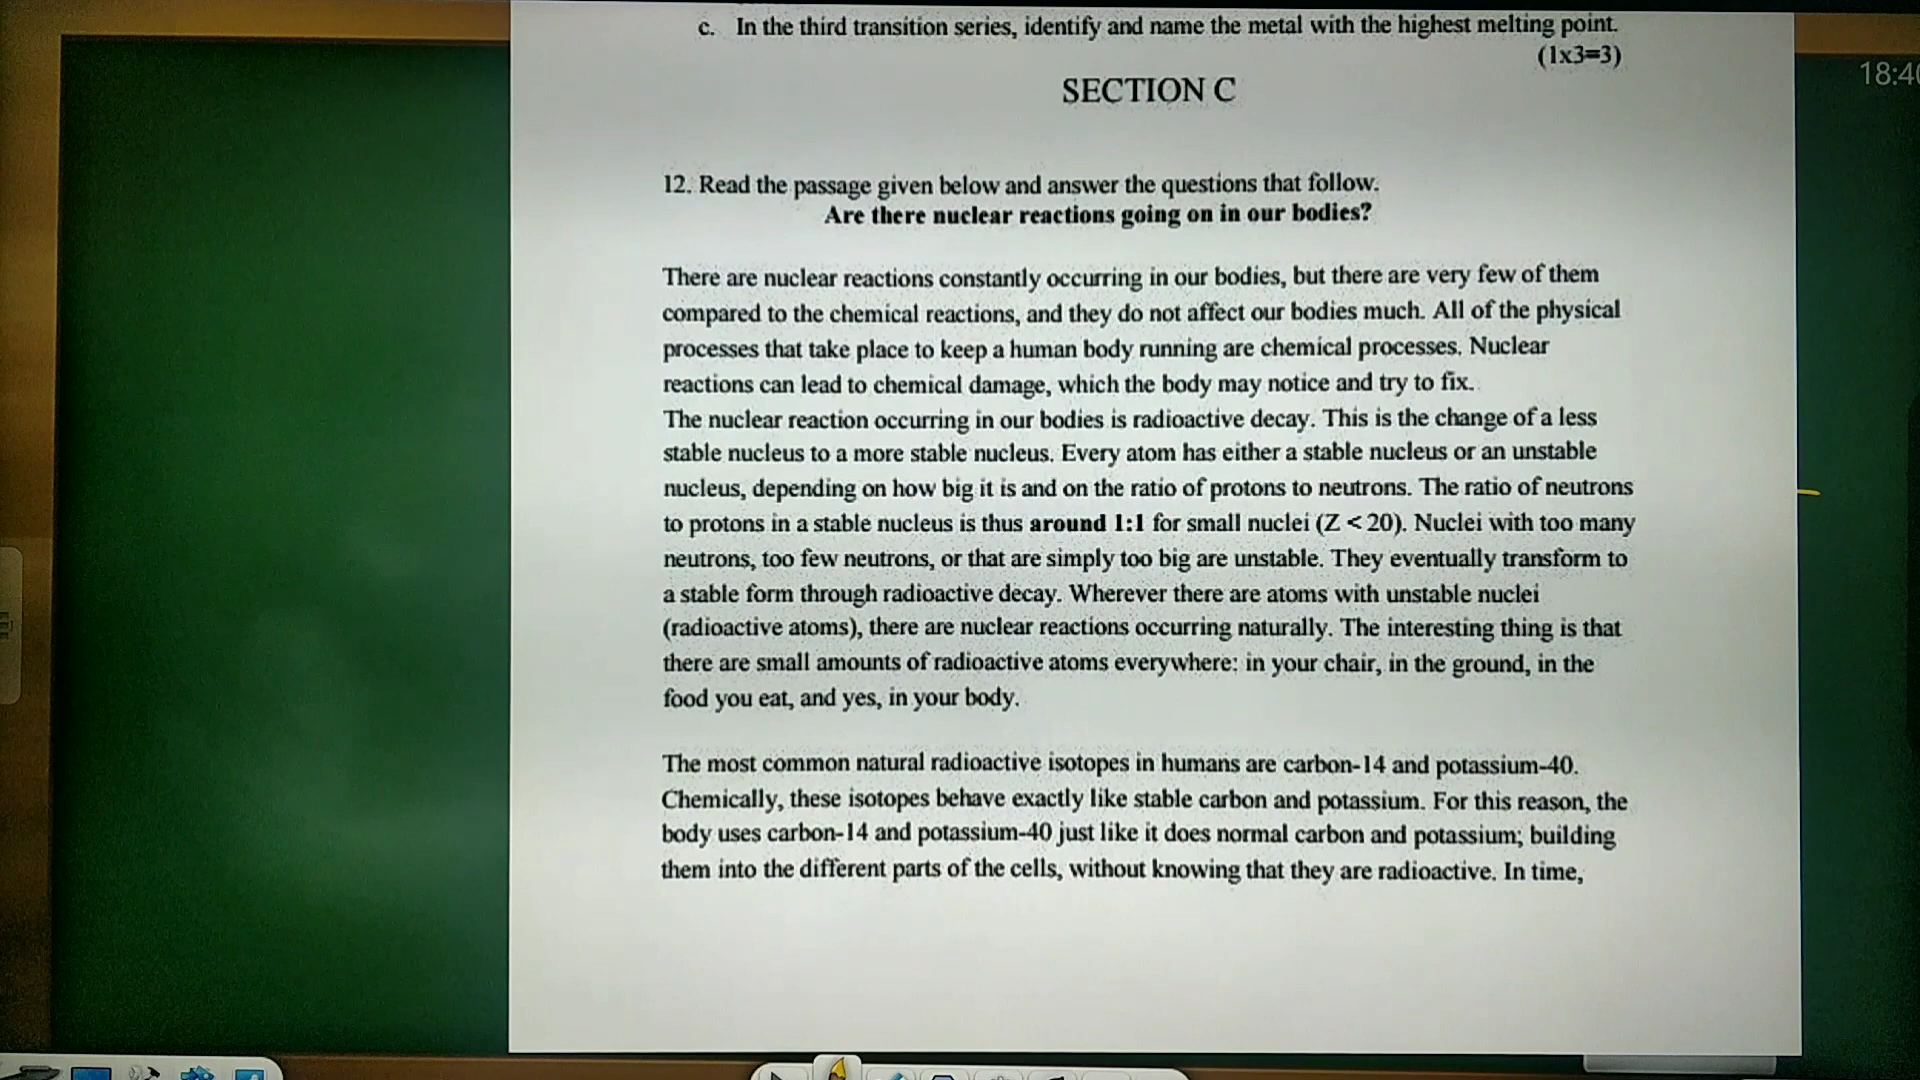 c. In the third transition series, identify and name the metal with the highest melting point.
(1x3=3)
18:4
SECTION C
12. Read the passage given below and answer the questions that follow.
Are there nuclear reactions going on in our bodies?
There are nuclear reactions constantly occurring in our bodies, but there are very few of them
compared to the chemical reactions, and they do not affect our bodies much. All of the physical
processes that take place to keep a human body running are chemical processes. Nuclear
reactions can lead to chemical damage, which the body may notice and try to fix.
The nuclear reaction occurring in our bodies is radioactive decay. This is the change of a less
stable nucleus to a more stable nucleus. Every atom has either a stable nucleus or an unstable
nucleus, depending on how big it is and on the ratio of protons to neutrons. The ratio of neutrons
to protons in a stable nucleus is thus around 1:1 for small nuclei (Z < 20). Nuclei with too many
neutrons, too few neutrons, or that are simply too big are unstable. They eventually transform to
a stable form through radioactive decay. Wherever there are atoms with unstable nuclei
(radioactive atoms), there are nuclear reactions occurring naturally. The interesting thing is that
there are small amounts of radioactive atoms everywhere: in your chair, in the ground, in the
food you eat, and yes, in your body.
The most common natural radioactive isotopes in humans are carbon-14 and potassium-40.
Chemically, these isotopes behave exactly like stable carbon and potassium. For this reason, the
body uses carbon-14 and potassium-40 just like it does normal carbon and potassium; building
them into the different parts of the cells, without knowing that they are radioactive. In time,